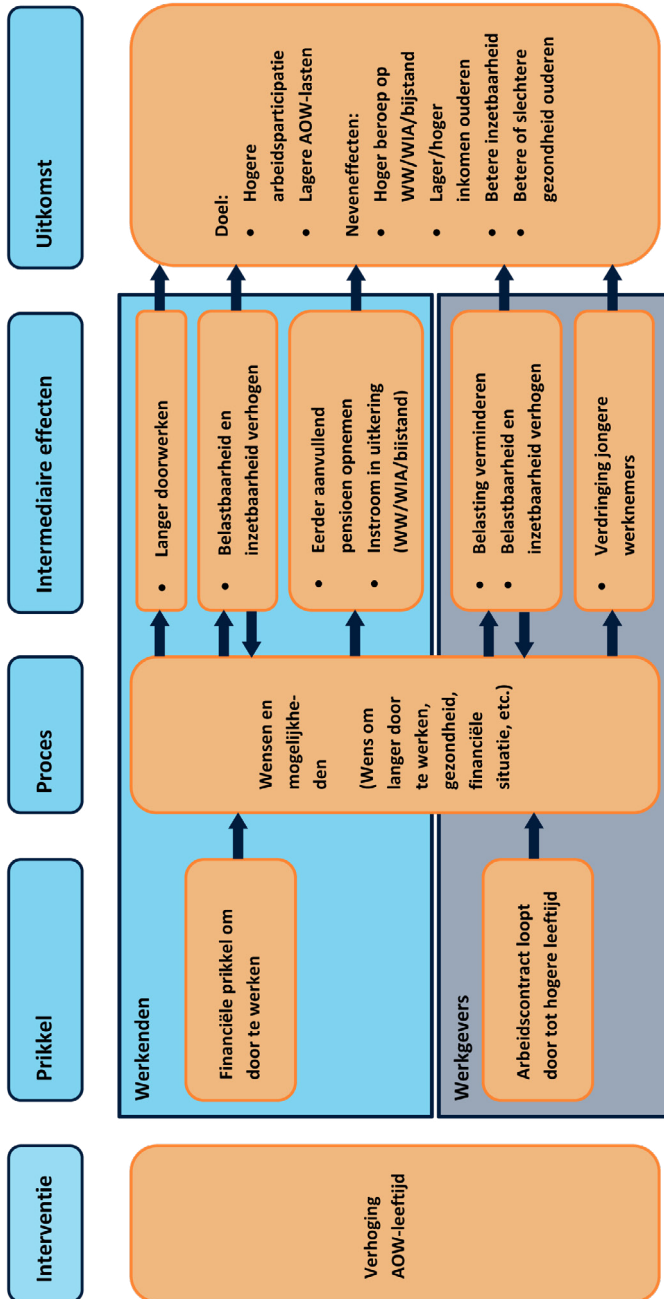 Interventie
Prikkel
Proces
Intermediaire effecten
Uitkomst
Verhoging
AOW-leeftijd
Werkenden
Financiële prikkel om
door te werken
Werkgevers
Arbeidscontract loopt
door tot hogere leeftijd
Wensen en
mogelijkhe-
den
(Wens om
langer door
te werken,
gezondheid,
financiële
situatie, etc.)
• Langer doorwerken
• Belastbaarheid en
inzetbaarheid verhogen
• Eerder aanvullend
pensioen opnemen
• Instroom in uitkering
(WW/WIA/bijstand)
• Belasting verminderen
• Belastbaarheid en
inzetbaarheid verhogen
• Verdringing jongere
werknemers
Doel:
• Hogere
arbeidsparticipatie
• Lagere AOW-lasten
Neveneffecten:
• Hoger beroep op
WW/WIA/bijstand
• Lager/hoger
inkomen ouderen
• Betere inzetbaarheid
• Betere of slechtere
gezondheid ouderen